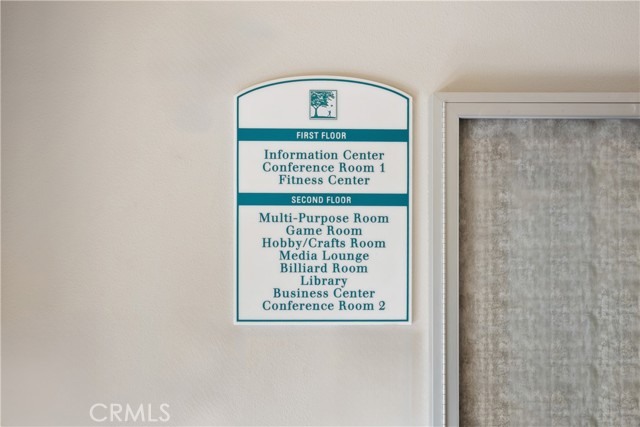 FIRST FLOOR
Information Center
Conference Room 1
Fitness Center
SECOND FLOOR
Multi-Purpose Room
Game Room
Hobby/Crafts Room
Media Lounge
Billiard Room
Library
Business Center
Conference Room 2
CRMLS